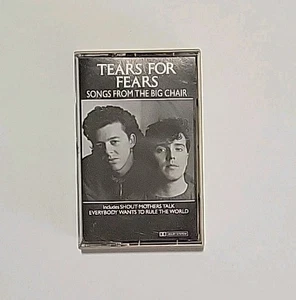 TEARS FOR
FEARS
SONGS FROM THE BIG CHAIR
Includes SHOUT·MOTHERS TALK
EVERYBODY WANTS TO RULE THE WORLD